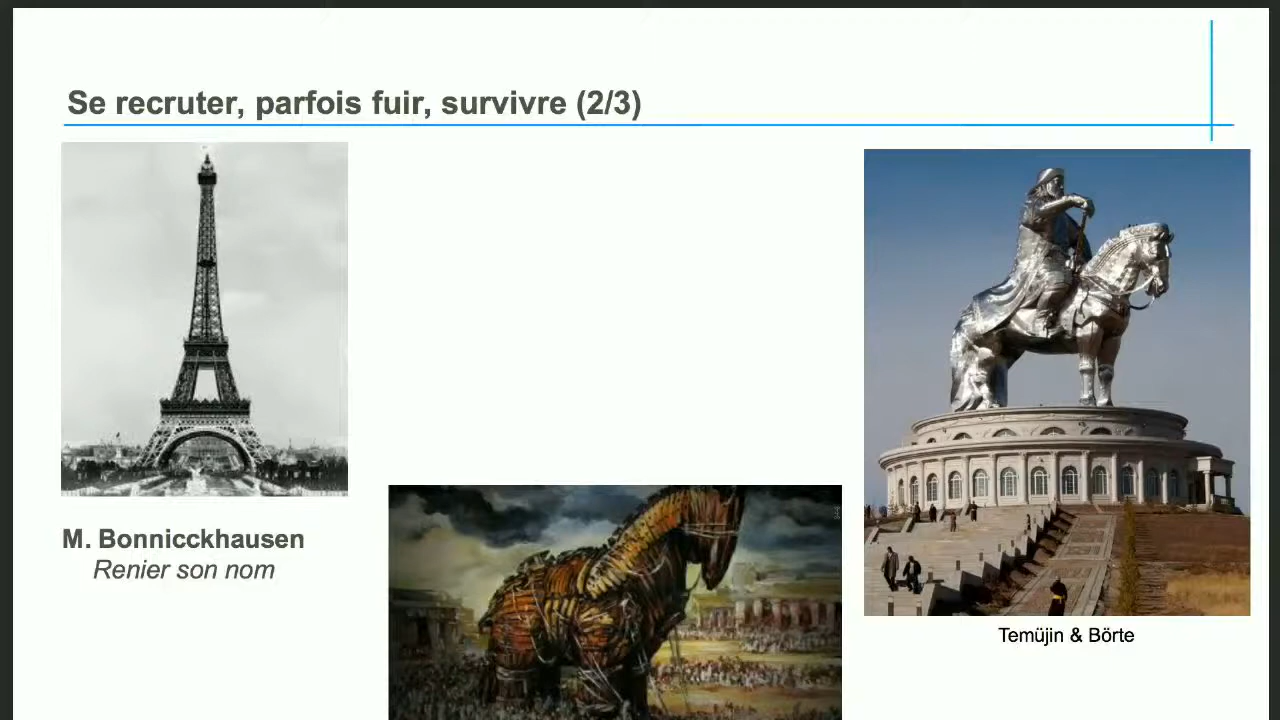 Se recruter, parfois fuir, survivre (2/3)
M. Bonnicckhausen
Renier son nom
Temüjin & Börte